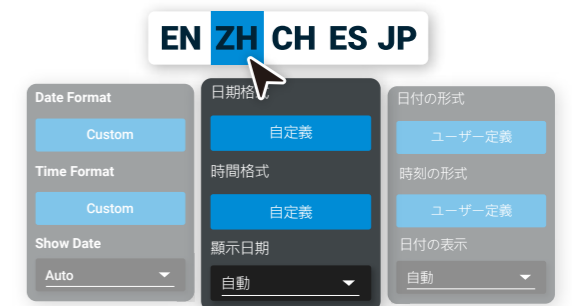 EN ZH CH ES JP
Date Format
Custom
Time Format
Custom
Show Date
Auto
日期格式
自定義
時間格式
自定義
顯示日期
自動
日付の形式
ユーザー定義
時刻の形式
ユーザー定義
日付の表示
自動